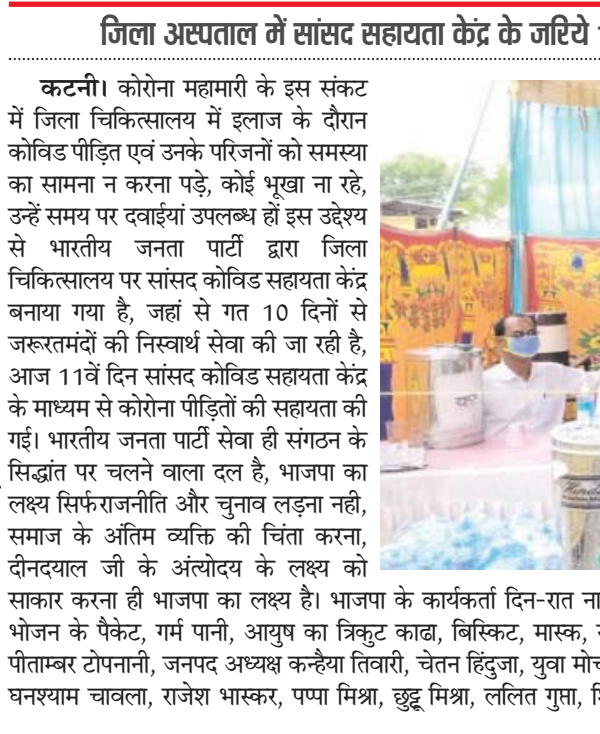 जिला अस्पताल में सांसद सहायता केंद्र के जरिये
कटनी। कोरोना महामारी के इस संकट
में जिला चिकित्सालय में इलाज के दौरान
कोविड पीड़ित एवं उनके परिजनों को समस्या
का सामना न करना पड़े, कोई भूखा ना रहे,
उन्हें समय पर दवाईयां उपलब्ध हों इस उद्देश्य
से भारतीय जनता पार्टी द्वारा जिला
चिकित्सालय पर सांसद कोविड सहायता केंद्र
बनाया गया है, जहां से गत 10 दिनों से
जरूरतमंदों की निस्वार्थ सेवा की जा रही है,
आज 11वें दिन सांसद कोविड सहायता केंद्र
के माध्यम से कोरोना पीड़ितों की सहायता की
गई। भारतीय जनता पार्टी सेवा ही संगठन के
सिद्धांत पर चलने वाला दल है, भाजपा का
लक्ष्य सिर्फराजनीति और चुनाव लड़ना नही,
समाज के अंतिम व्यक्ति की चिंता करना,
दीनदयाल जी के अंत्योदय के लक्ष्य को
साकार करना ही भाजपा का लक्ष्य है। भाजपा के कार्यकर्ता दिन-रात
भोजन के पैकेट, गर्म पानी, आयुष का त्रिकुट काढा, बिस्किट, मास्क,
पीताम्बर टोपनानी, जनपद अध्यक्ष कन्हैया तिवारी, चेतन हिंदुजा, युवा
घनश्याम चावला, राजेश भास्कर, पप्पा मिश्रा, छुट्टू मिश्रा, ललित गुप्ता,